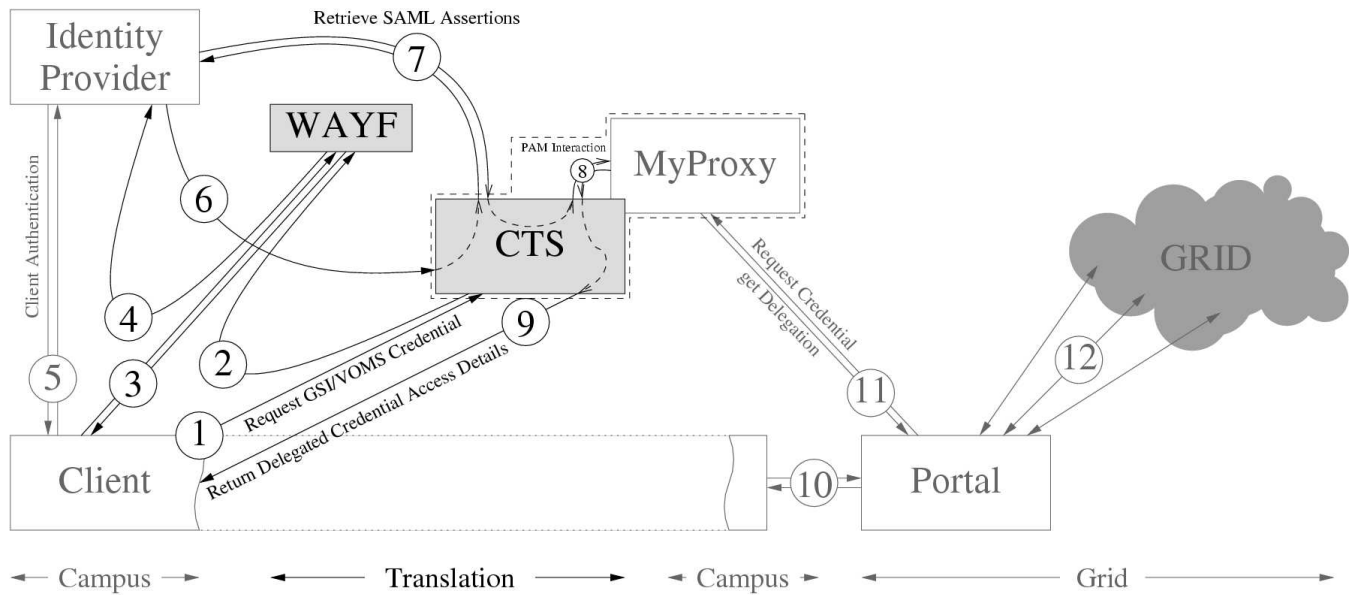 Retrieve SAML Assertions
Identity
Provider
7
WAYF
PAM Interaction
8
MyProxy
6
CTS
GRID
Client Authentication
4
2
3
5
9
Request GSI/VOMS Credential
1
Return Delegated Credential Access Details
Request Credential
get Delegation
11
12
Client
10
Portal
Campus
Translation
Campus
Grid